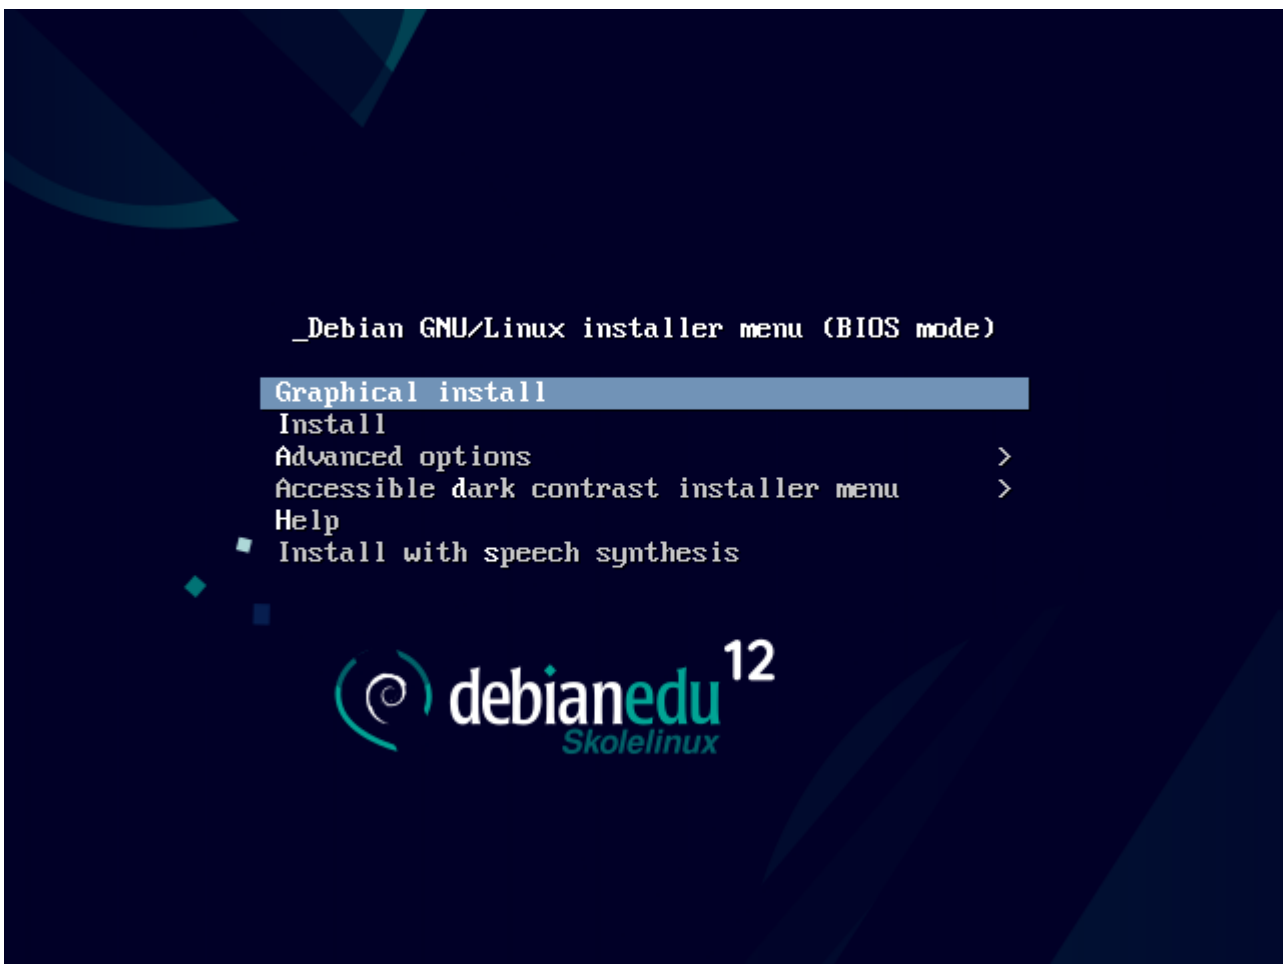 _Debian GNU/Linux installer menu (BIOS mode)
Graphical install
Install
Advanced options >
Accessible dark contrast installer menu >
Help
Install with speech synthesis
debianedu 12
Skolelinux